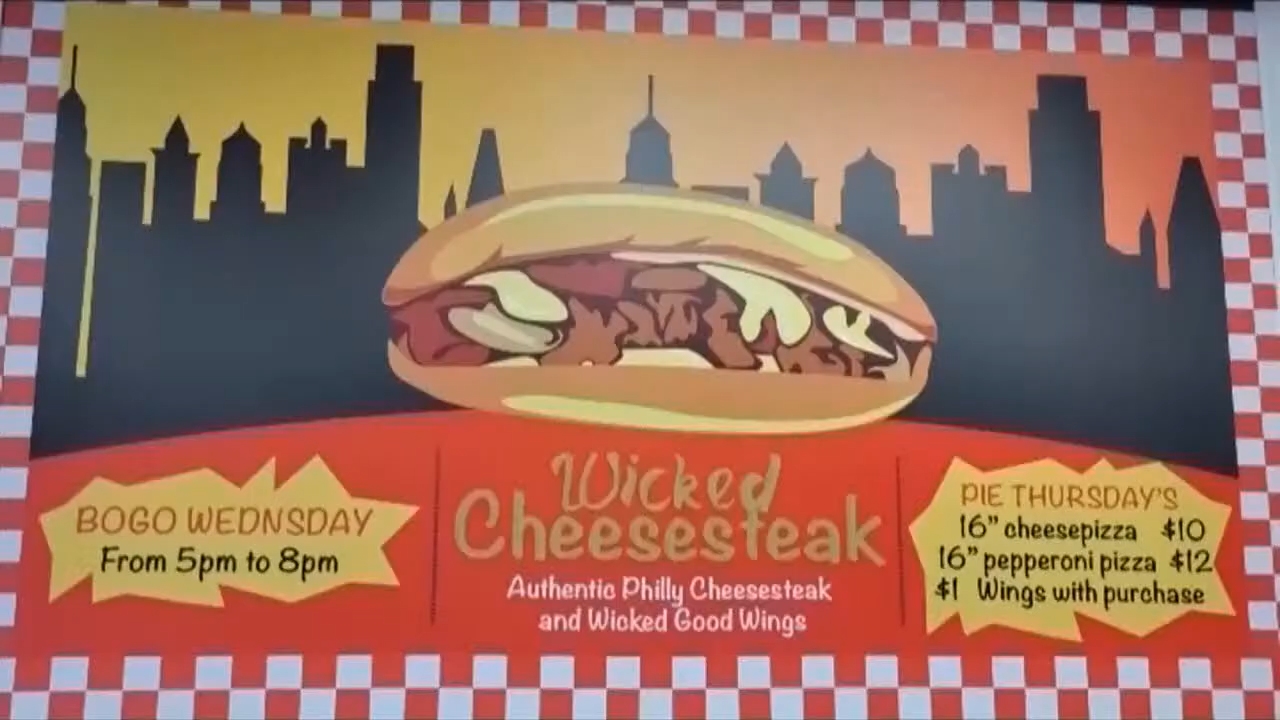 BOGO WEDNSDAY
From 5pm to 8pm
Wicked
Cheesesteak
Authentic Philly Cheesesteak
and Wicked Good Wings
PIE THURSDAY'S
16" cheesepizza $10
16" pepperoni pizza $12
$1 Wings with purchase